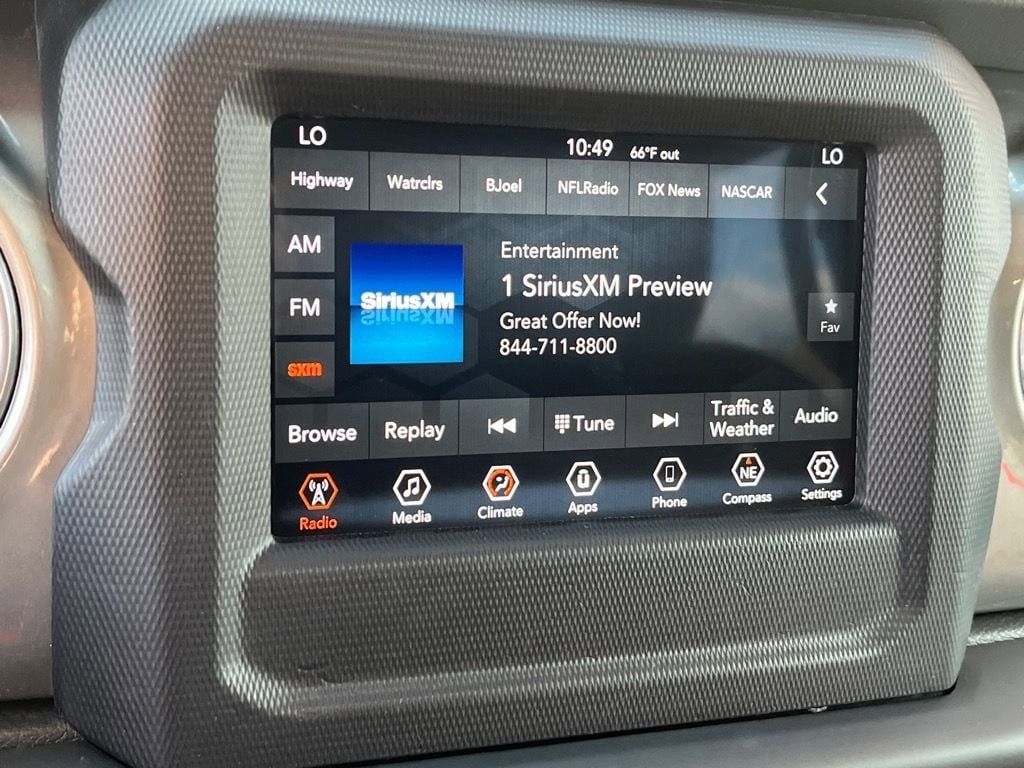 LO 10:49 66°F out LO
Highway Watrclrs BJoel NFLRadio FOX News NASCAR
AM
FM
sxm
SiriusXM
Entertainment
1 SiriusXM Preview
Great Offer Now!
844-711-8800
Fav
Browse Replay Tune Traffic & Weather Audio
NE
Radio Media Climate Apps Phone Compass Settings